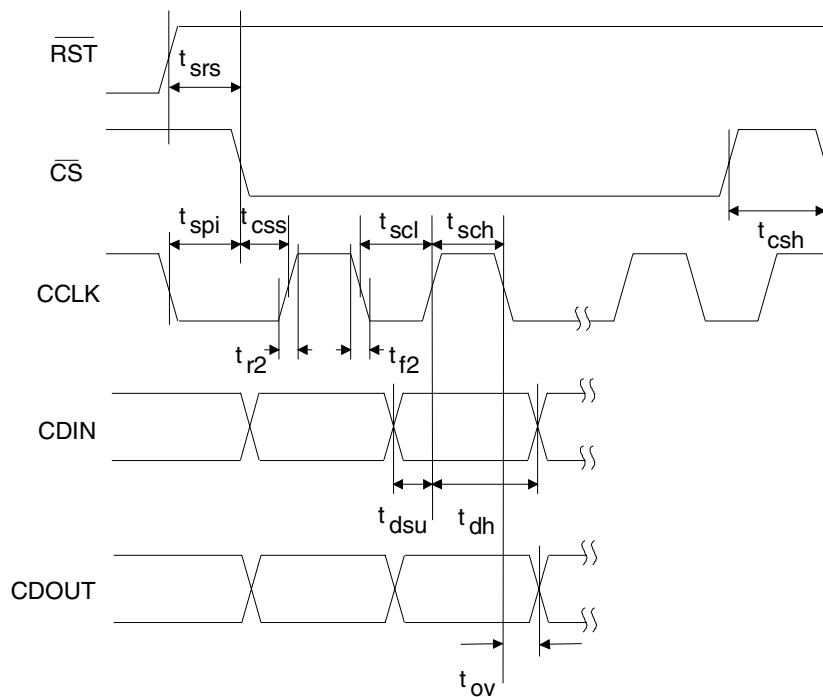 RST
t srs
CS
t spi
t css
t scl
t sch
t csh
CCLK
t r2
t f2
CDIN
t dsu
t dh
CDOUT
t ov